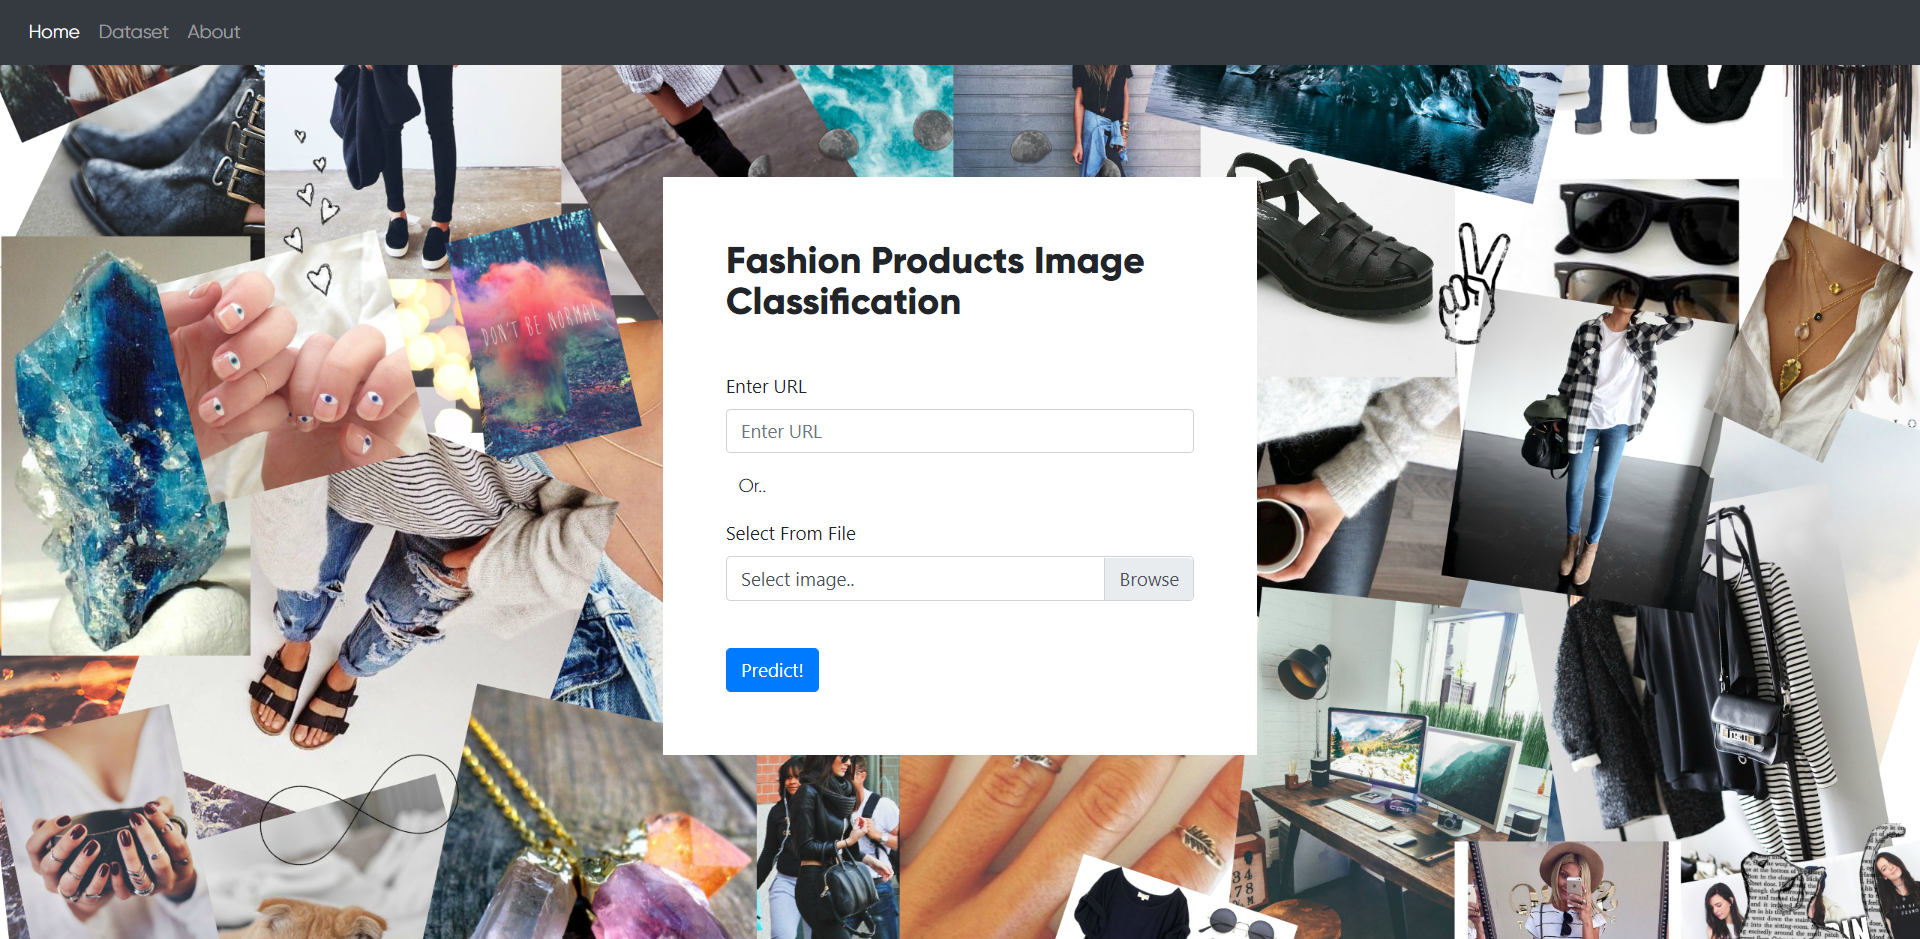 Home Dataset About
DON'T BE NORMAL
Fashion Products Image
Classification
Enter URL
Enter URL
Or..
Select From File
Select image.. Browse
Predict!